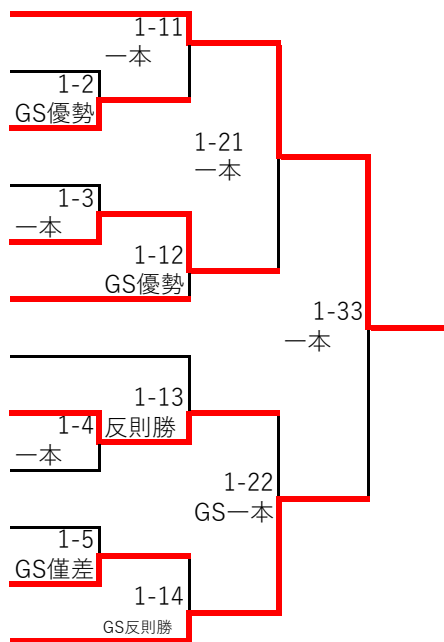 1-11
一本
1-2
GS優勢
1-21
一本
1-3
一本
1-12
GS優勢
1-33
一本
1-13
反則勝
1-4
一本
1-22
GS一本
1-5
GS僅差
1-14
GS反則勝